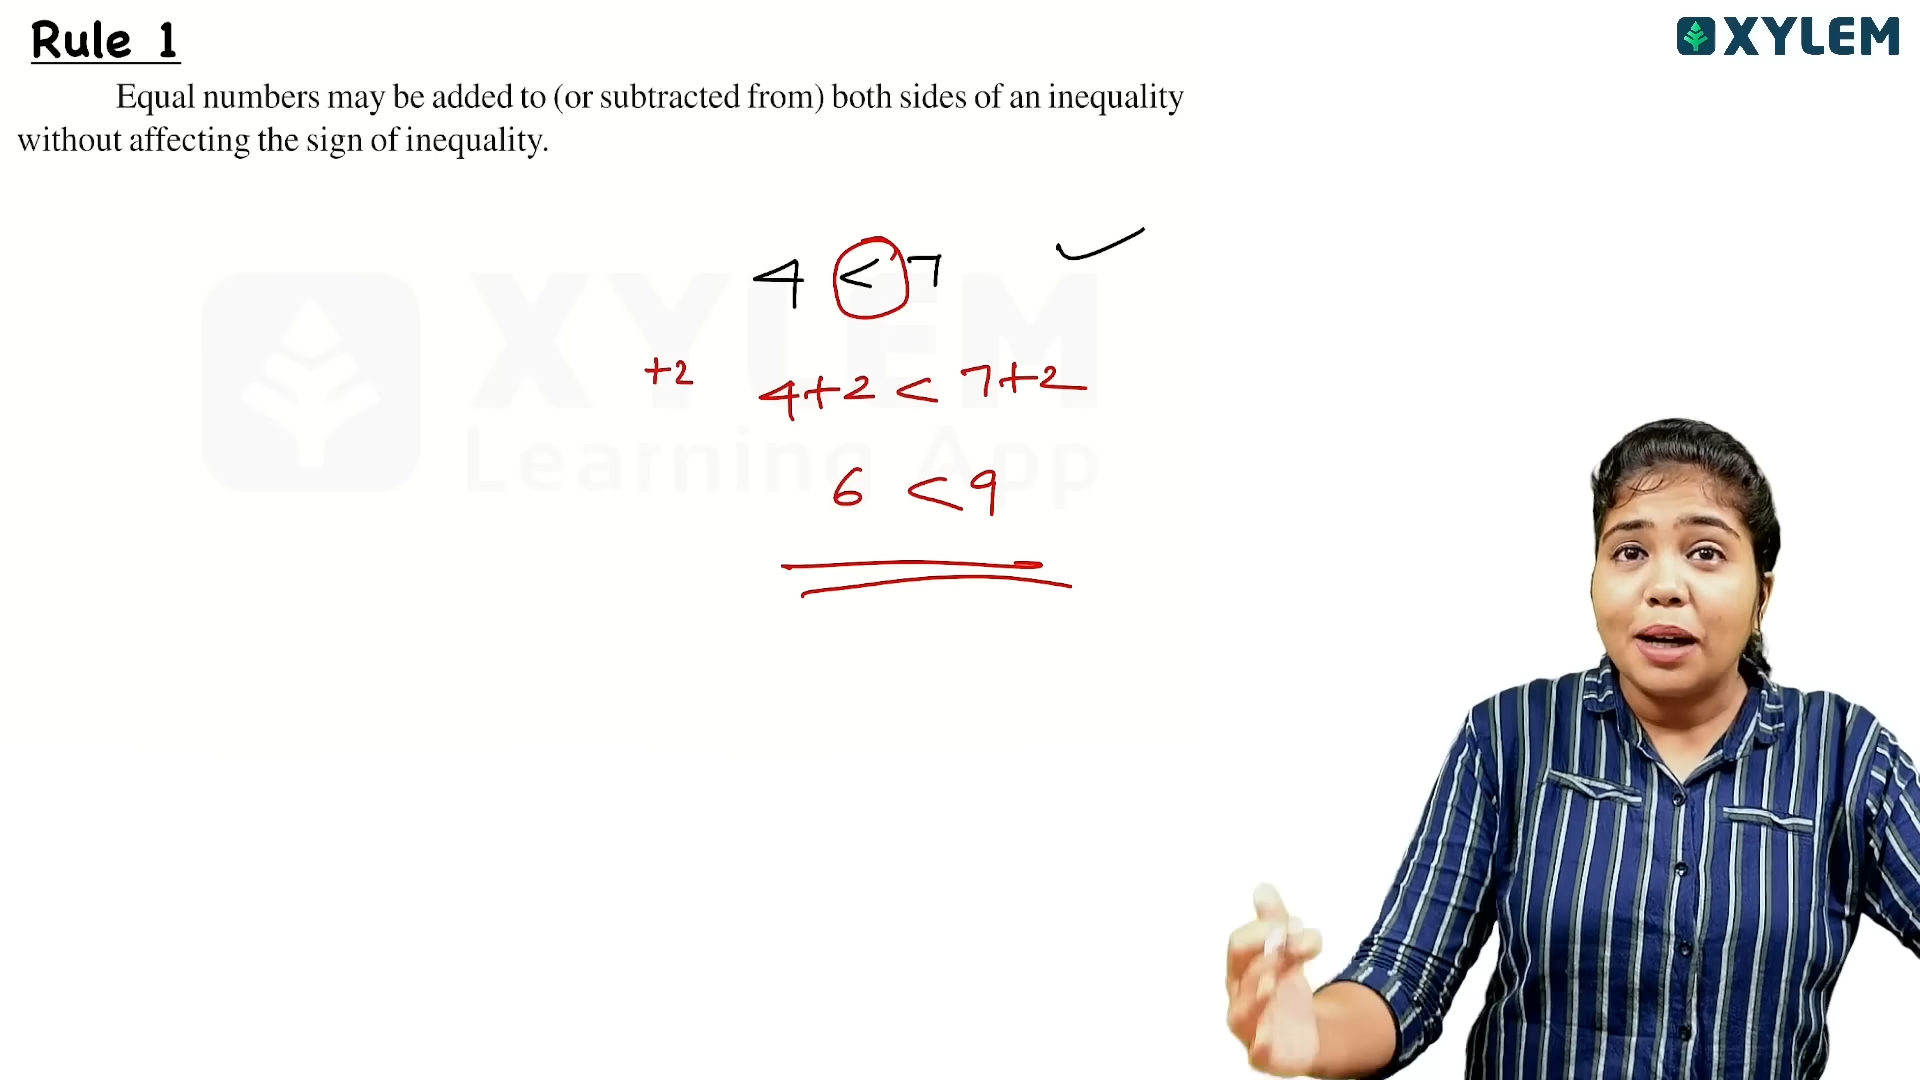 Rule 1
XYLEM
Equal numbers may be added to (or subtracted from) both sides of an inequality
without affecting the sign of inequality.
4 < 7
+2
4+2 < 7+2
6 < 9
XYLEM
Learning App